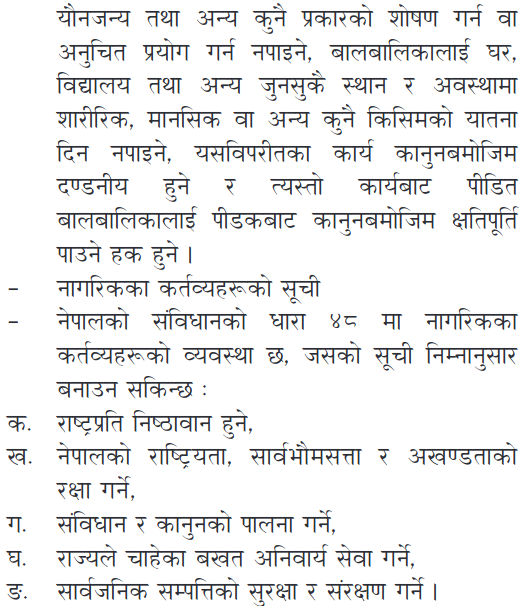 यौनजन्य तथा अन्य कुनै प्रकारको शोषण गर्न वा
अनुचित प्रयोग गर्न नपाइने, बालबालिकालाई घर,
विद्यालय तथा अन्य जुनसुकै स्थान र अवस्थामा
शारीरिक, मानसिक वा अन्य कुनै किसिमको यातना
दिन नपाइने, यसविपरीतका कार्य कानुनबमोजिम
दण्डनीय हुने र त्यस्तो कार्यबाट पीडित
बालबालिकालाई पीडकबाट कानुनबमोजिम क्षतिपूर्ति
पाउने हक हुने ।
– नागरिकका कर्तव्यहरूको सूची
– नेपालको संविधानको धारा ४८ मा नागरिकका
कर्तव्यहरूको व्यवस्था छ, जसको सूची निम्नानुसार
बनाउन सकिन्छ :
क. राष्ट्रप्रति निष्ठावान हुने,
ख. नेपालको राष्ट्रियता, सार्वभौमसत्ता र अखण्डताको
रक्षा गर्ने,
ग. संविधान र कानुनको पालना गर्ने,
घ. राज्यले चाहेका बखत अनिवार्य सेवा गर्ने,
ङ. सार्वजनिक सम्पत्तिको सुरक्षा र संरक्षण गर्ने ।